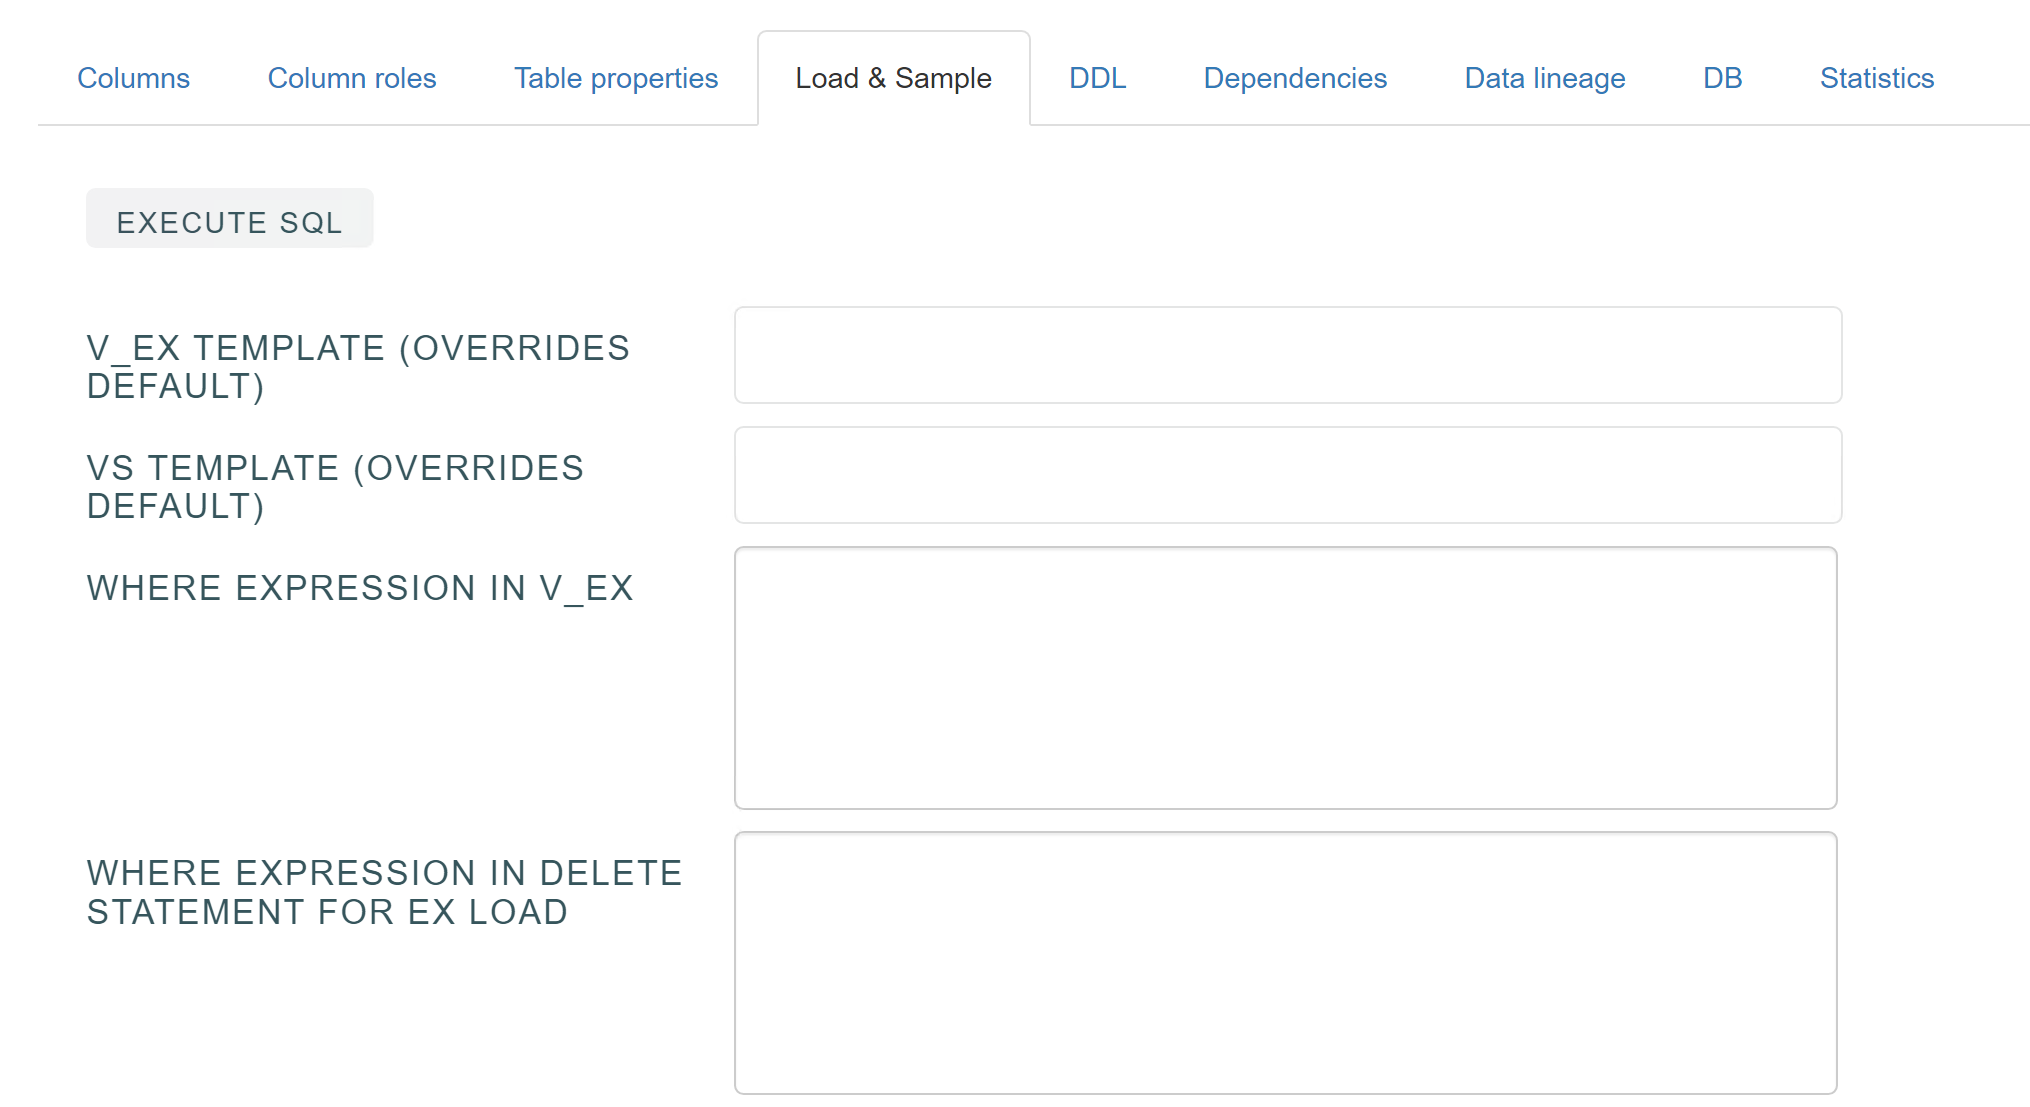 Columns Column roles Table properties Load & Sample DDL Dependencies Data lineage DB Statistics
EXECUTE SQL
V_EX TEMPLATE (OVERRIDES
DEFAULT)
VS TEMPLATE (OVERRIDES
DEFAULT)
WHERE EXPRESSION IN V_EX
WHERE EXPRESSION IN DELETE
STATEMENT FOR EX LOAD